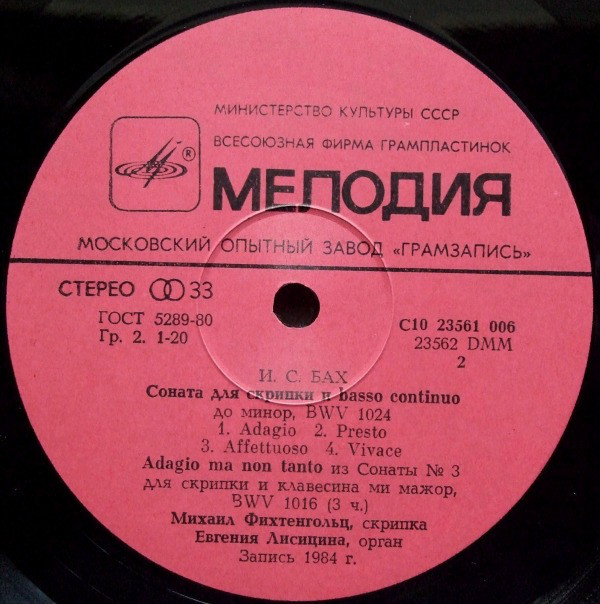 МИНИСТЕРСТВО КУЛЬТУРЫ СССР
ВСЕСОЮЗНАЯ ФИРМА ГРАМПЛАСТИНОК
®
МЕЛОДИЯ
МОСКОВСКИЙ ОПЫТНЫЙ ЗАВОД «ГРАМЗАПИСЬ»
СТЕРЕО 33
ГОСТ 5289-80
Гр. 2. 1-20
С10 23561 006
23562 DMM
2
И. С. БАХ
Соната для скрипки и basso continuo
до минор, BWV 1024
1. Adagio 2. Presto
3. Affettuoso 4. Vivace
Adagio ma non tanto из Сонаты № 3
для скрипки и клавесина ми мажор,
BWV 1016 (3 ч.)
Михаил Фихтенгольц, скрипка
Евгения Лисицина, орган
Запись 1984 г.